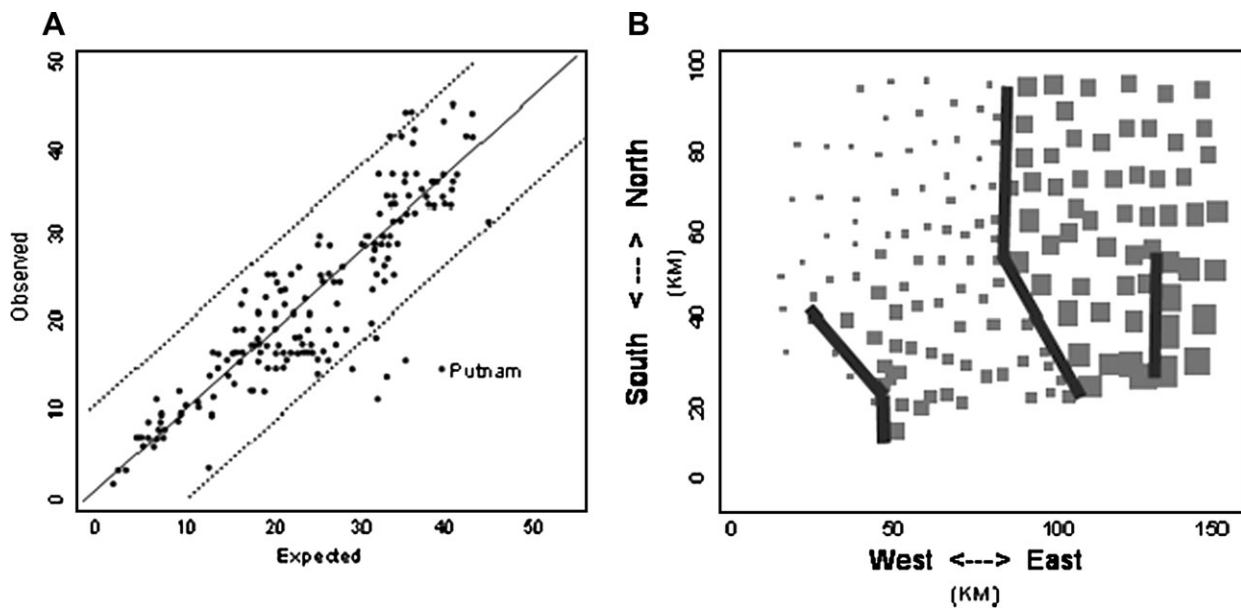 A
Observed
50
40
30
20
10
0
Putnam
0 10 20 30 40 50
Expected
B
South <---> North
(KM)
100
80
60
40
20
0
0 50 100 150
West <---> East
(KM)